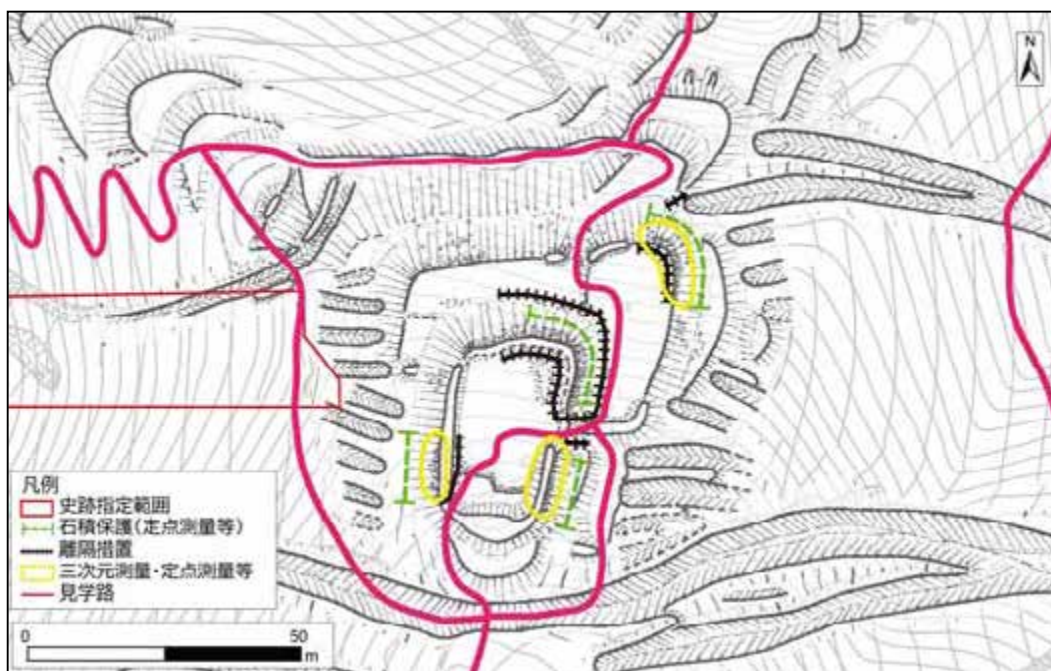 N
凡例
史跡指定範囲
石積保護(定点測量等)
離隔措置
三次元測量・定点測量等
見学路
0 50
m